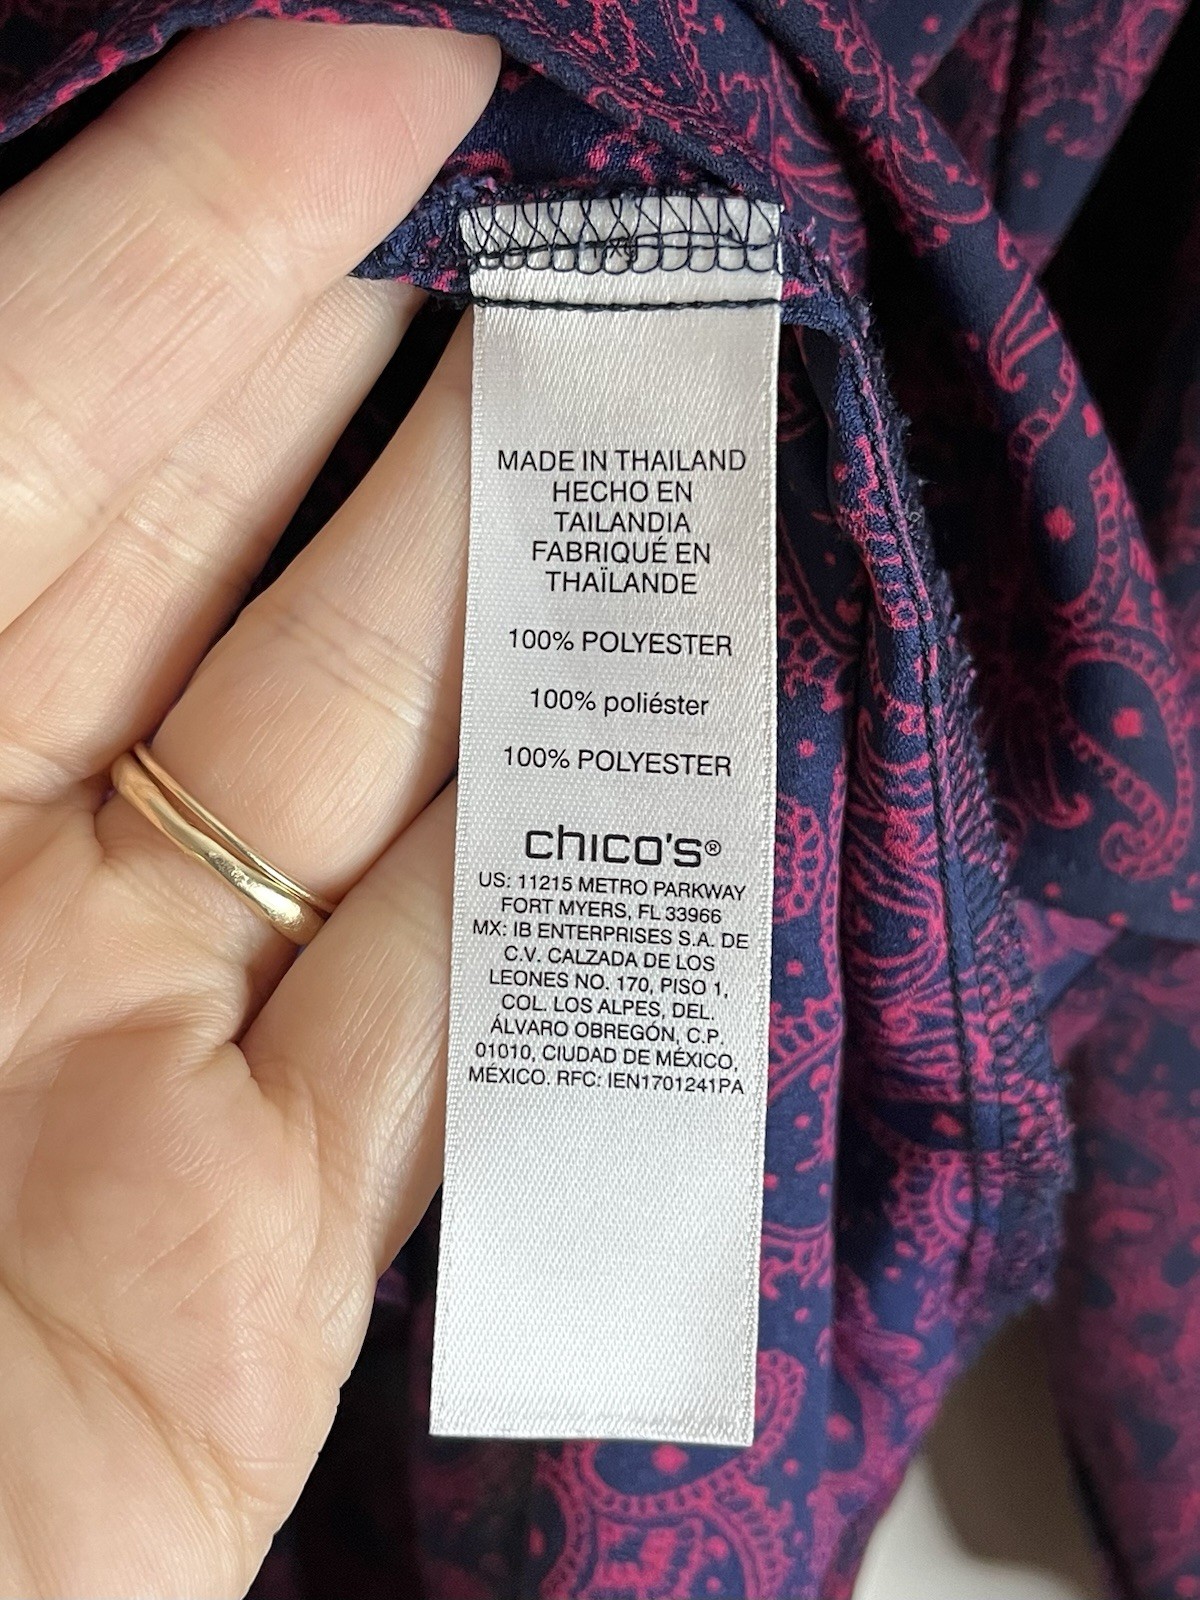 MADE IN THAILAND
HECHO EN
TAILANDIA
FABRIQUÉ EN
THAÏLANDE
100% POLYESTER
100% poliéster
100% POLYESTER
chico's®
US: 11215 METRO PARKWAY
FORT MYERS, FL 33966
MX: IB ENTERPRISES S.A. DE
C.V. CALZADA DE LOS
LEONES NO. 170, PISO 1,
COL. LOS ALPES, DEL.
ÁLVARO OBREGÓN, C.P.
01010, CIUDAD DE MÉXICO,
MÉXICO. RFC: IEN1701241PA